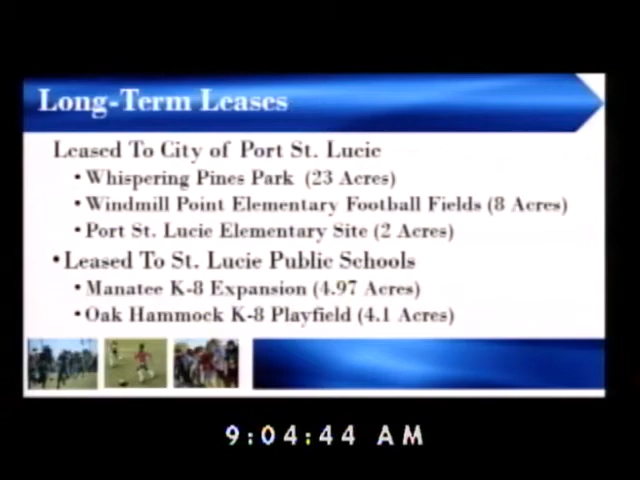 Long-Term Leases
Leased To City of Port St. Lucie
• Whispering Pines Park (23 Acres)
• Windmill Point Elementary Football Fields (8 Acres)
• Port St. Lucie Elementary Site (2 Acres)
• Leased To St. Lucie Public Schools
• Manatee K-8 Expansion (4.97 Acres)
• Oak Hammock K-8 Playfield (4.1 Acres)
9:04:44 AM